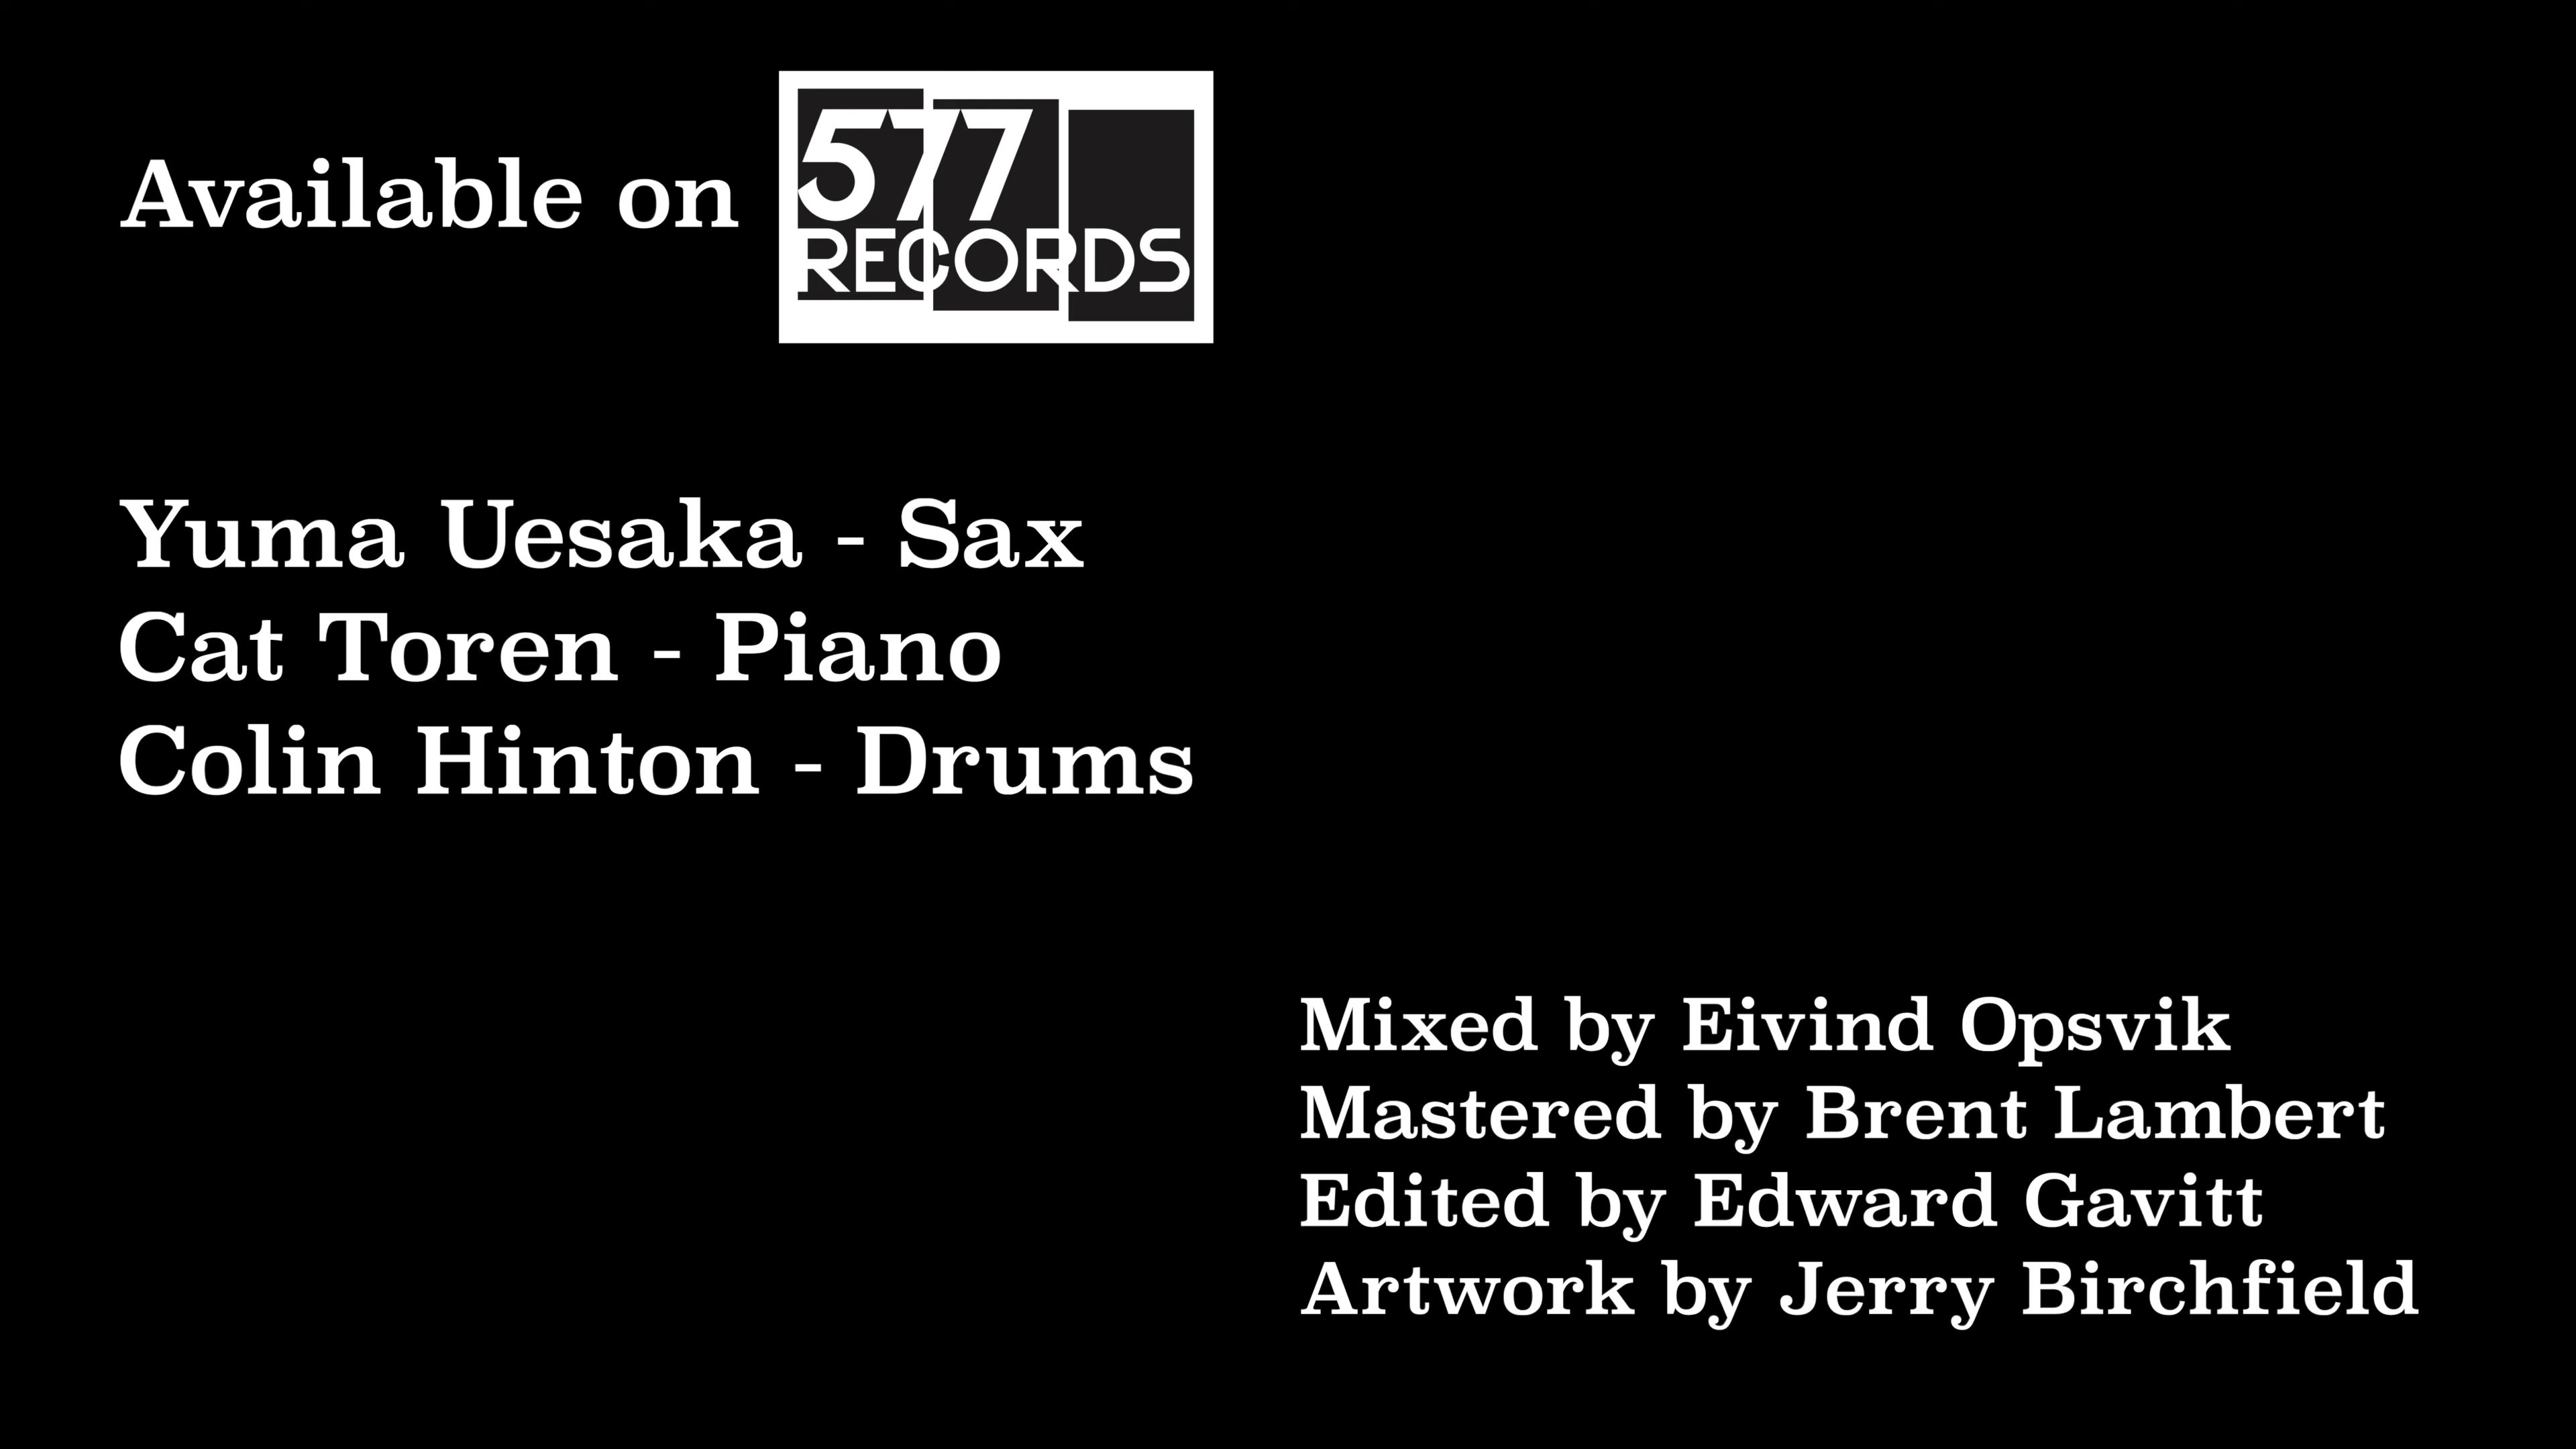 Available on
577
RECORDS
Yuma Uesaka - Sax
Cat Toren - Piano
Colin Hinton - Drums
Mixed by Eivind Opsvik
Mastered by Brent Lambert
Edited by Edward Gavitt
Artwork by Jerry Birchfield